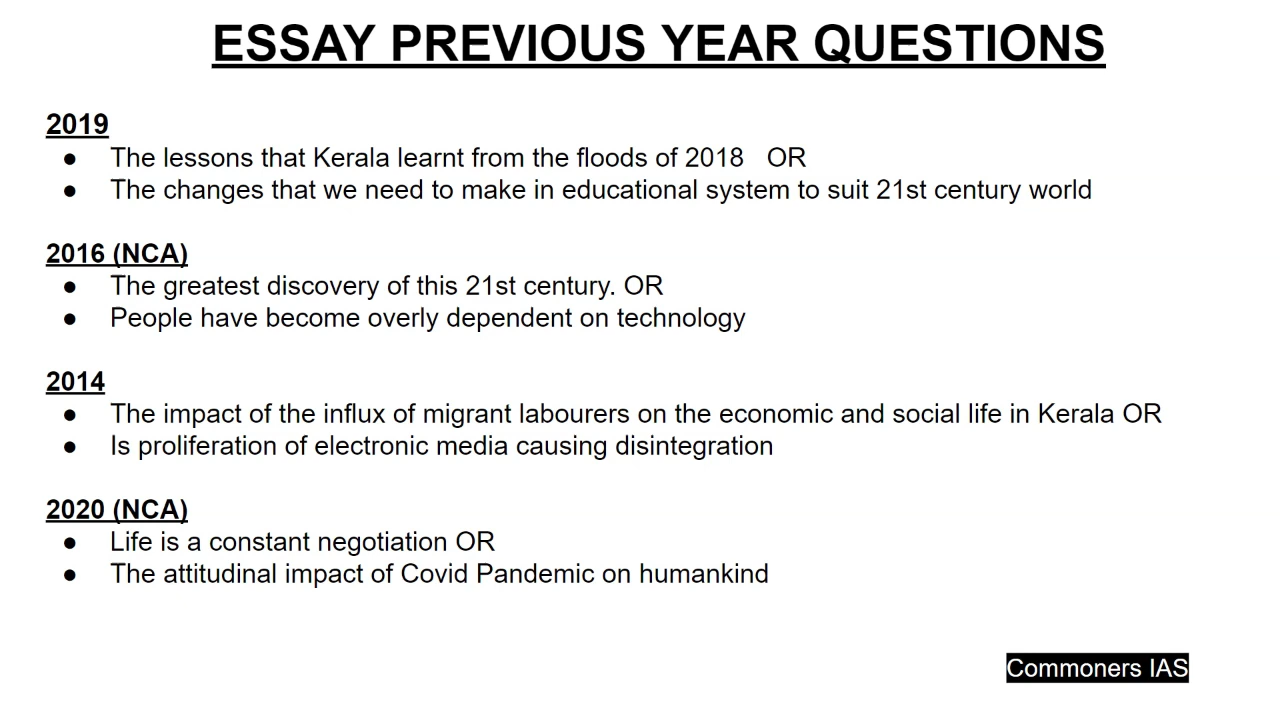 ESSAY PREVIOUS YEAR QUESTIONS
2019
● The lessons that Kerala learnt from the floods of 2018 OR
● The changes that we need to make in educational system to suit 21st century world
2016 (NCA)
● The greatest discovery of this 21st century. OR
● People have become overly dependent on technology
2014
● The impact of the influx of migrant labourers on the economic and social life in Kerala OR
● Is proliferation of electronic media causing disintegration
2020 (NCA)
● Life is a constant negotiation OR
● The attitudinal impact of Covid Pandemic on humankind
Commoners IAS